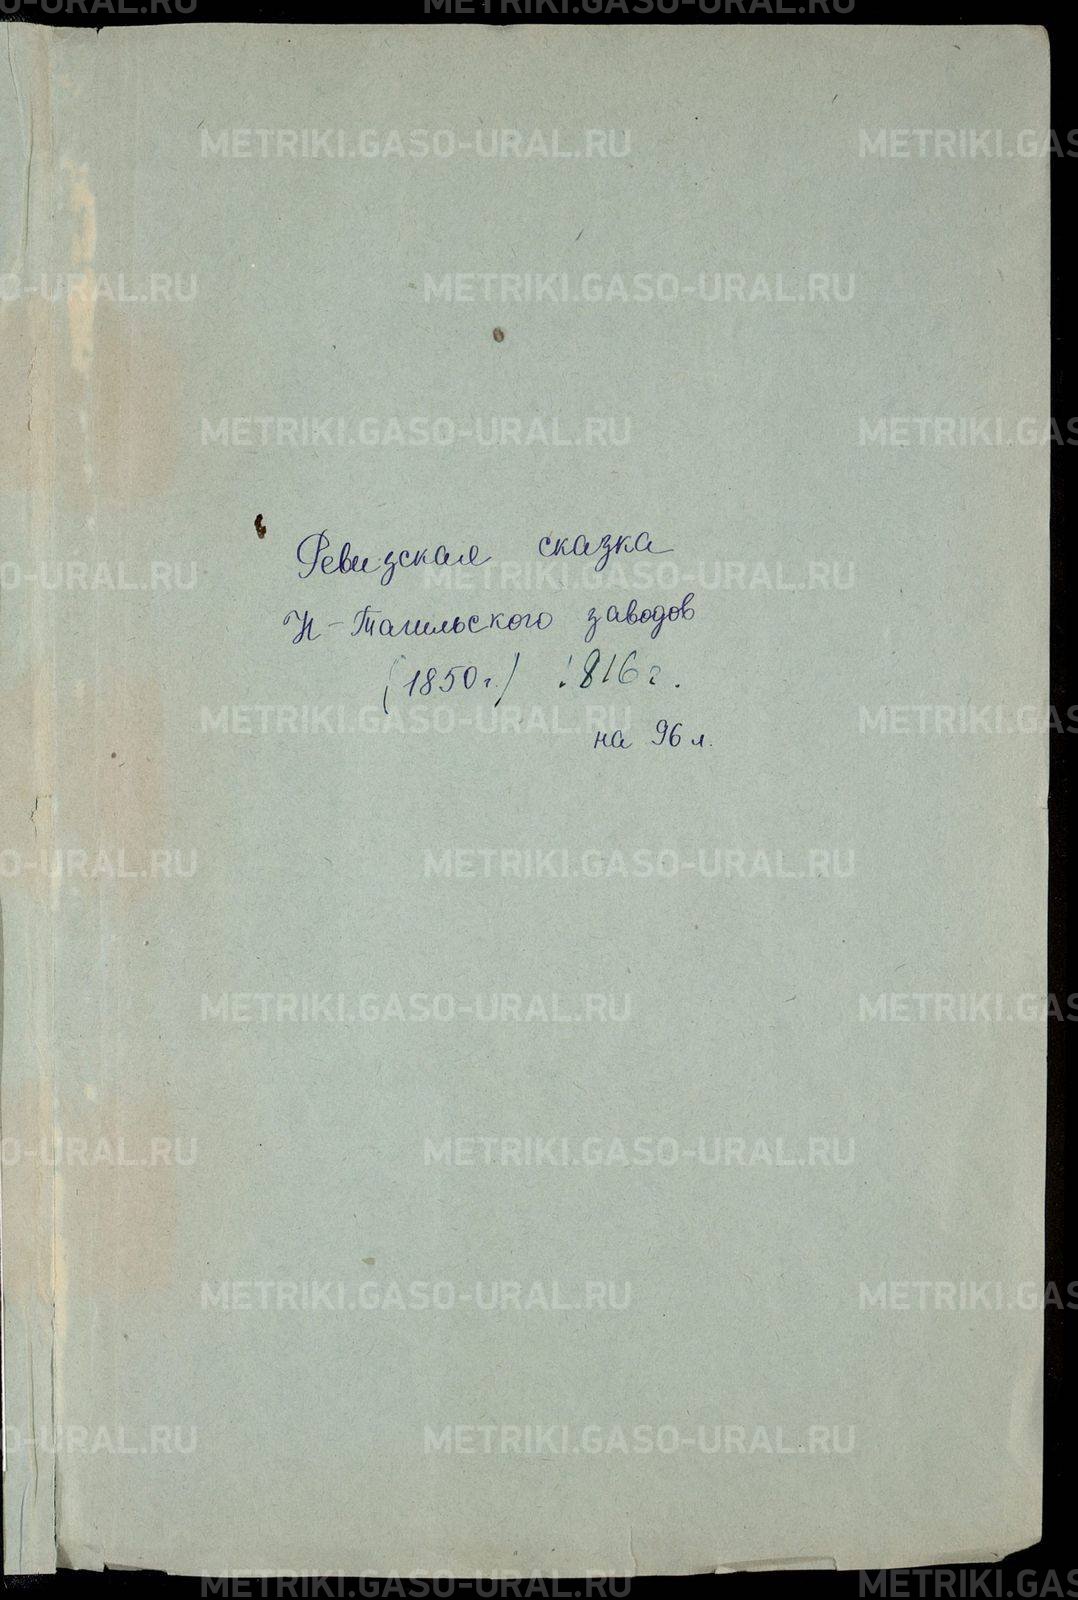 Ревизская сказка
Н-Тагильского заводов
(1850г.) 1816г.
на 96 л.
METRIKI.GASO-URAL.RU